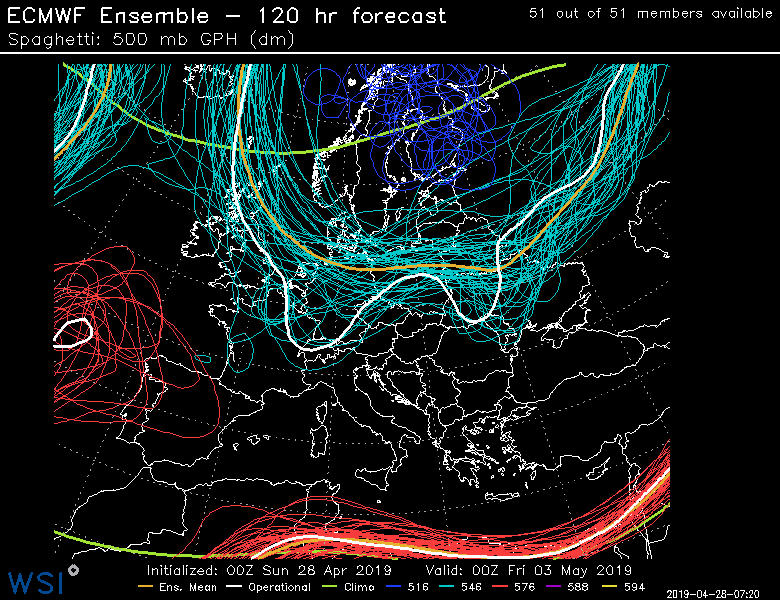 ECMWF Ensemble – 120 hr forecast
51 out of 51 members available
Spaghetti: 500 mb GPH (dm)
Initialized: 00Z Sun 28 Apr 2019 Valid: 00Z Fri 03 May 2019
WSI
Ens. Mean Operational Climo 516 546 576 588 594
2019-04-28-07:20